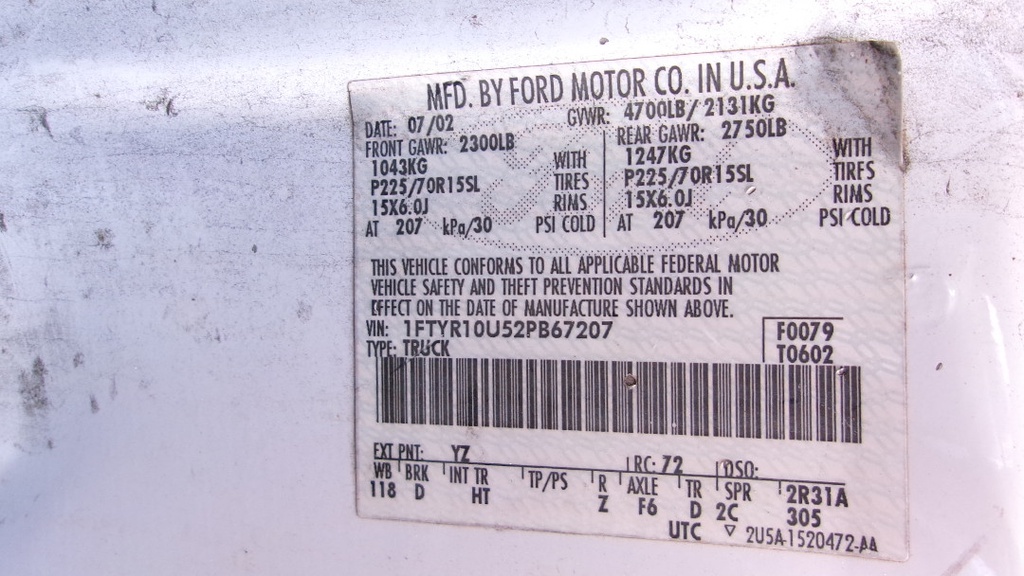 MFD. BY FORD MOTOR CO. IN U.S.A.
DATE: 07/02 GVWR: 4700LB/ 2131KG
FRONT GAWR: 2300LB REAR GAWR: 2750LB
1043KG WITH 1247KG WITH
P225/70R15SL TIRES P225/70R15SL TIRES
15X6.0J RIMS 15X6.0J RIMS
AT 207 kPa/30 PSI COLD AT 207 kPa/30 PSI COLD
THIS VEHICLE CONFORMS TO ALL APPLICABLE FEDERAL MOTOR
VEHICLE SAFETY AND THEFT PREVENTION STANDARDS IN
EFFECT ON THE DATE OF MANUFACTURE SHOWN ABOVE.
VIN: 1FTYR10U52PB67207 F0079
TYPE: TRUCK T0602
EXT PNT: YZ RC: 72 DSO:
WB BRK INT TR TP/PS R AXLE TR SPR 2R31A
118 D HT Z F6 D 2C 305
UTC ▽ 2U5A-1520472-AA